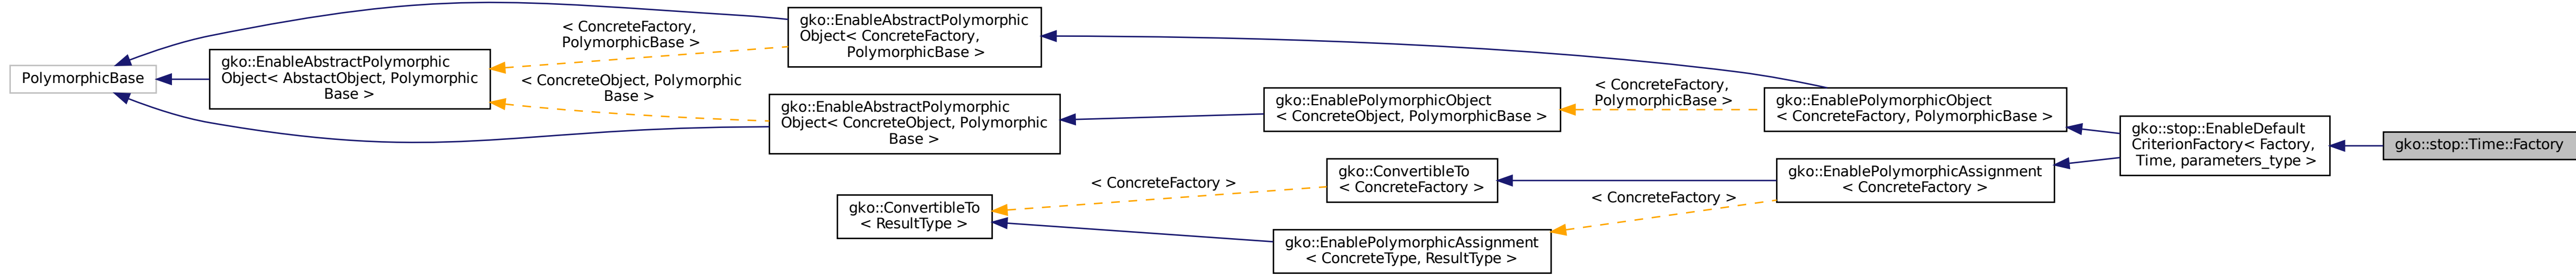 PolymorphicBase
gko::EnableAbstractPolymorphic
Object< AbstactObject, Polymorphic
Base >
< ConcreteFactory,
PolymorphicBase >
< ConcreteObject, Polymorphic
Base >
gko::EnableAbstractPolymorphic
Object< ConcreteFactory,
PolymorphicBase >
gko::EnableAbstractPolymorphic
Object< ConcreteObject, Polymorphic
Base >
gko::ConvertibleTo
< ResultType >
< ConcreteFactory >
gko::EnablePolymorphicObject
< ConcreteObject, PolymorphicBase >
gko::ConvertibleTo
< ConcreteFactory >
gko::EnablePolymorphicAssignment
< ConcreteType, ResultType >
< ConcreteFactory,
PolymorphicBase >
< ConcreteFactory >
gko::EnablePolymorphicObject
< ConcreteFactory, PolymorphicBase >
gko::EnablePolymorphicAssignment
< ConcreteFactory >
gko::stop::EnableDefault
CriterionFactory< Factory,
Time, parameters_type >
gko::stop::Time::Factory